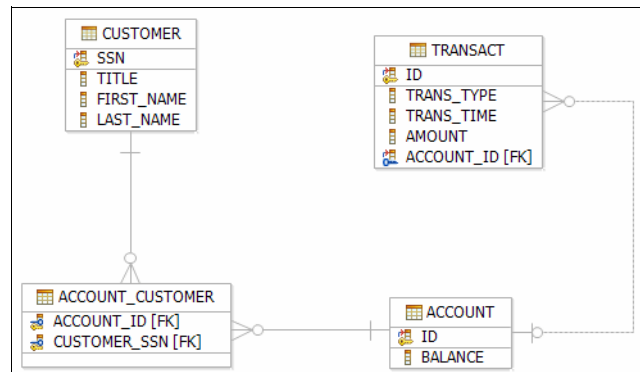 CUSTOMER
SSN
TITLE
FIRST_NAME
LAST_NAME
TRANSACT
ID
TRANS_TYPE
TRANS_TIME
AMOUNT
ACCOUNT_ID [FK]
ACCOUNT_CUSTOMER
ACCOUNT_ID [FK]
CUSTOMER_SSN [FK]
ACCOUNT
ID
BALANCE